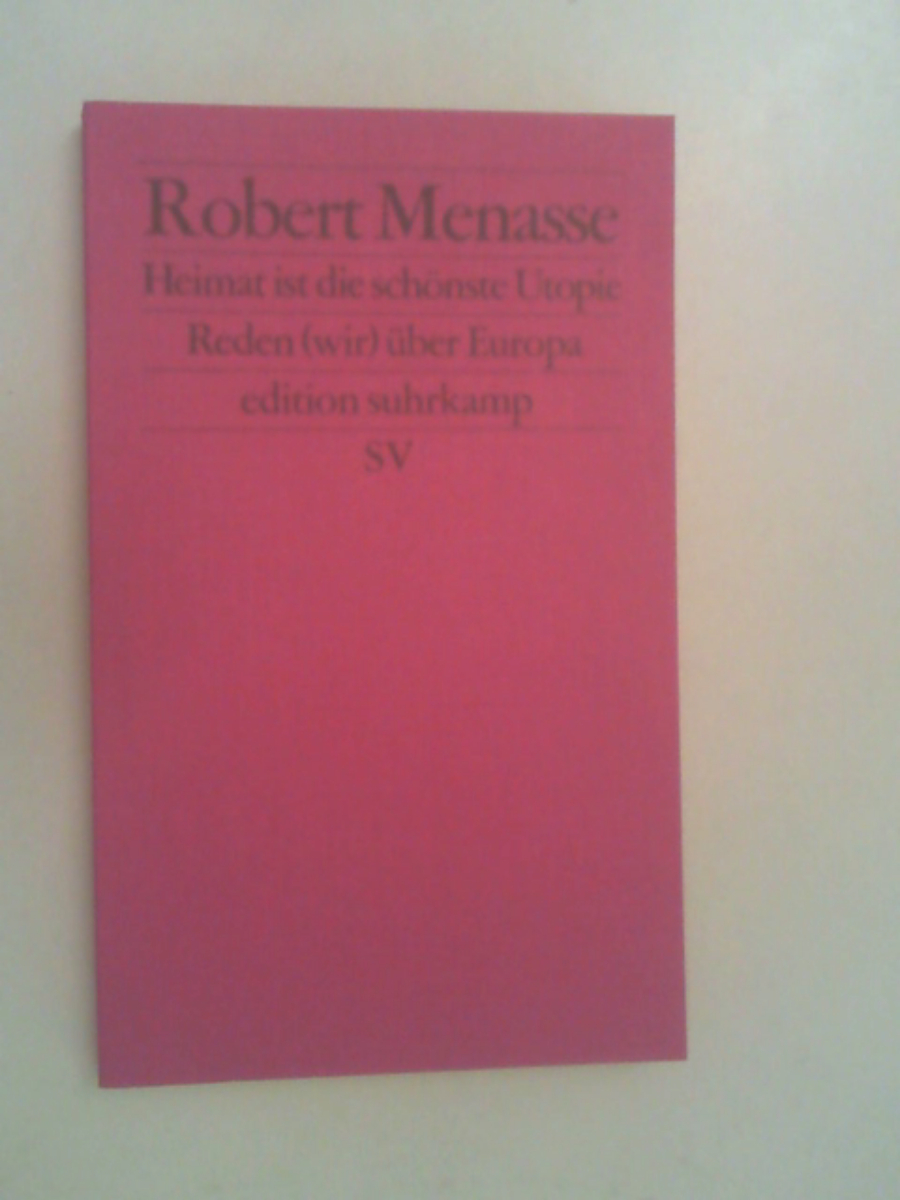 Robert Menasse
Heimat ist die schönste Utopie
Reden (wir) über Europa
edition suhrkamp
SV